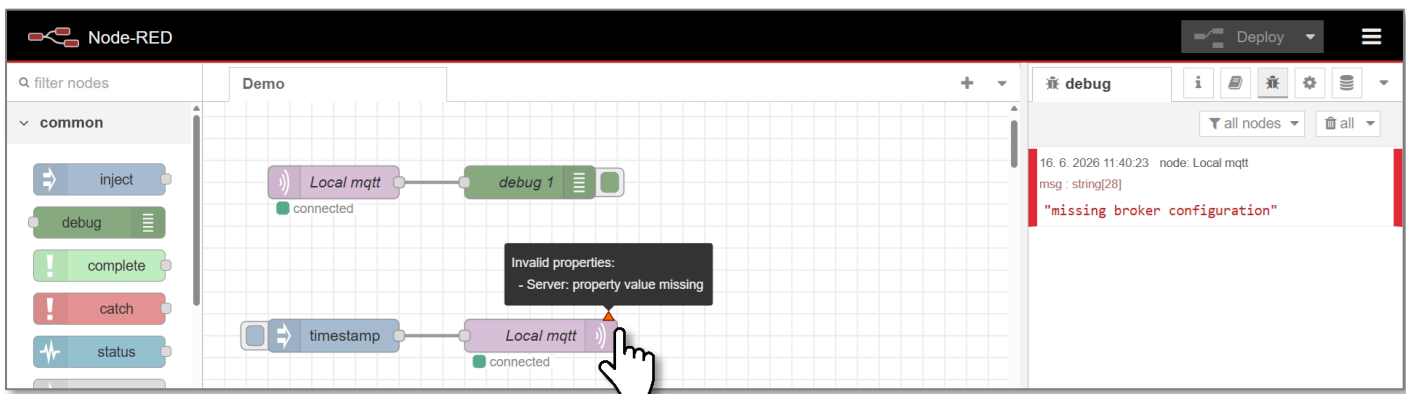 Node-RED
Deploy
filter nodes
Demo
debug
i
all nodes
all
common
inject
debug
complete
catch
status
Local mqtt
debug 1
connected
Invalid properties:
- Server: property value missing
timestamp
Local mqtt
connected
16. 6. 2026 11:40:23 node: Local mqtt
msg : string[28]
"missing broker configuration"